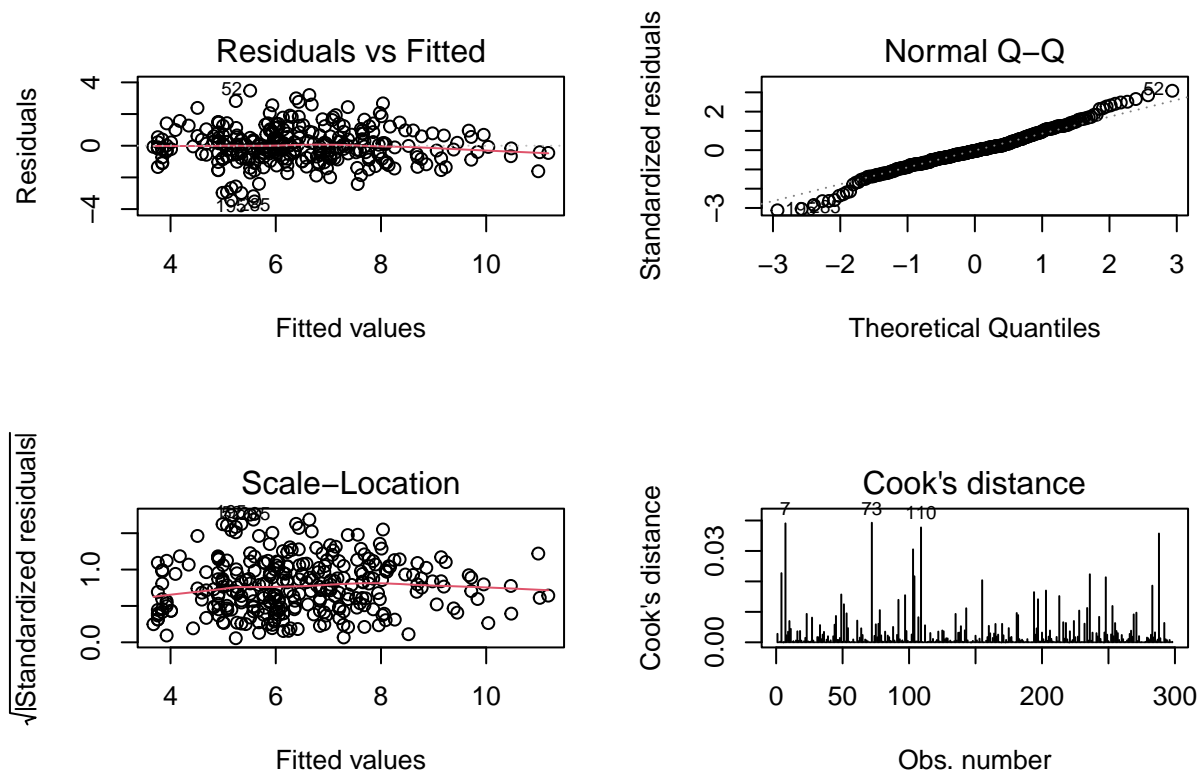 Residuals vs Fitted
Residuals
4
0
−4
52
4 6 8 10
Fitted values
Normal Q−Q
Standardized residuals
2
0
−3
52
−3 −2 −1 0 1 2 3
Theoretical Quantiles
Scale−Location
√|Standardized residuals|
1.0
0.0
4 6 8 10
Fitted values
Cook's distance
Cook's distance
0.03
0.00
7 73 110
0 50 100 200 300
Obs. number